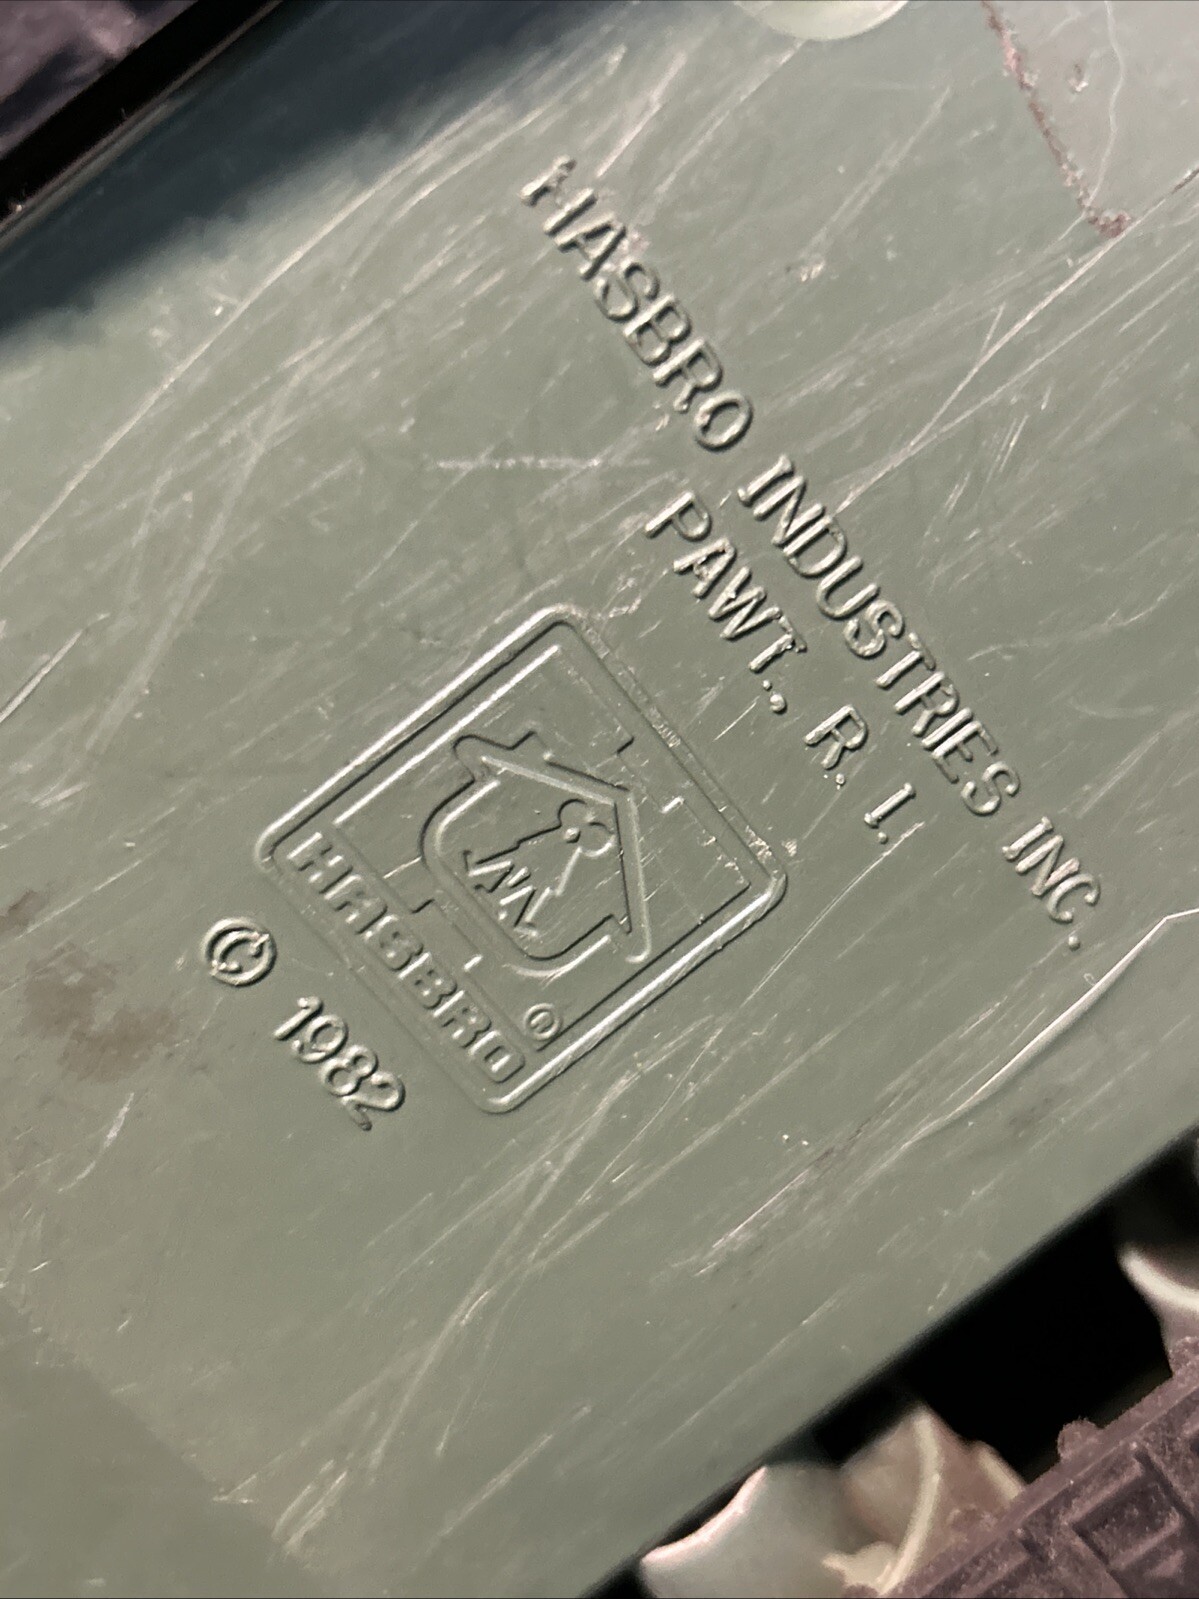 HASBRO INDUSTRIES INC.
PAWT., R. I.
HASBRO ®
© 1982